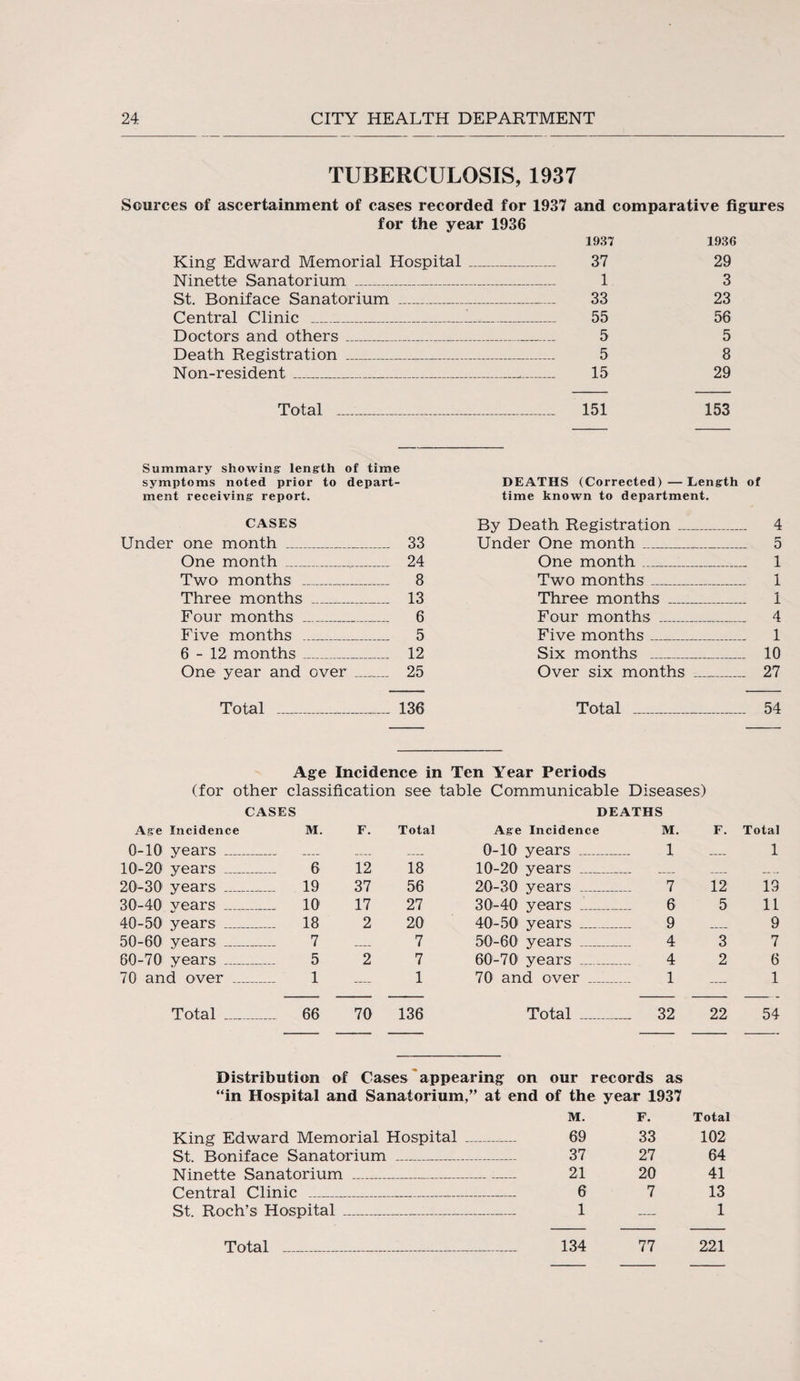 24 CITY HEALTH DEPARTMENT
TUBERCULOSIS, 1937
Sources of ascertainment of cases recorded for 1937 and comparative figures
for the year 1936
1937 1936
King Edward Memorial Hospital 37 29
Ninette Sanatorium 1 3
St. Boniface Sanatorium 33 23
Central Clinic 55 56
Doctors and others 5 5
Death Registration 5 8
Non-resident 15 29
Total 151 153
Summary showing length of time
symptoms noted prior to depart-
ment receiving report.
CASES
Under one month 33
One month 24
Two months 8
Three months 13
Four months 6
Five months 5
6 - 12 months 12
One year and over 25
Total 136
DEATHS (Corrected) — Length of
time known to department.
By Death Registration 4
Under One month 5
One month 1
Two months 1
Three months 1
Four months 4
Five months 1
Six months 10
Over six months 27
Total 54
Age Incidence in Ten Year Periods
(for other classification see table Communicable Diseases)
CASES
Age Incidence M. F. Total
0-10 years __ __ __
10-20 years 6 12 18
20-30 years 19 37 56
30-40 years 10 17 27
40-50 years 18 2 20
50-60 years 7 __ 7
60-70 years 5 2 7
70 and over 1 __ 1
Total 66 70 136
DEATHS
Age Incidence M. F. Total
0-10 years 1 __ 1
10-20 years __ __ __
20-30 years 7 12 19
30-40 years 6 5 11
40-50 years 9 __ 9
50-60 years 4 3 7
60-70 years 4 2 6
70 and over 1 __ 1
Total 32 22 54
Distribution of Cases appearing on our records as
“in Hospital and Sanatorium,” at end of the year 1937
M. F. Total
King Edward Memorial Hospital 69 33 102
St. Boniface Sanatorium 37 27 64
Ninette Sanatorium 21 20 41
Central Clinic 6 7 13
St. Roch’s Hospital 1 __ 1
Total 134 77 221